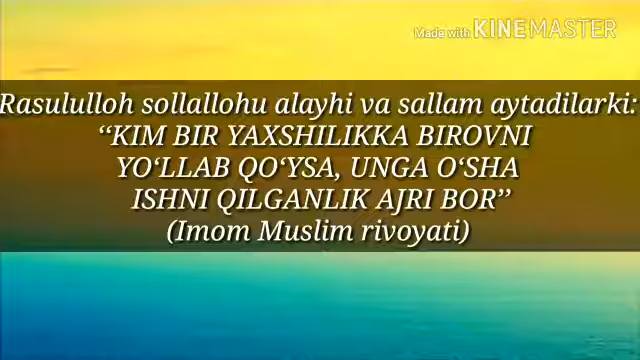 Made with KINEMASTER
Rasululloh sollallohu alayhi va sallam aytadilarki:
“KIM BIR YAXSHILIKKA BIROVNI
YO‘LLAB QO‘YSA, UNGA O‘SHA
ISHNI QILGANLIK AJRI BOR”
(Imom Muslim rivoyati)